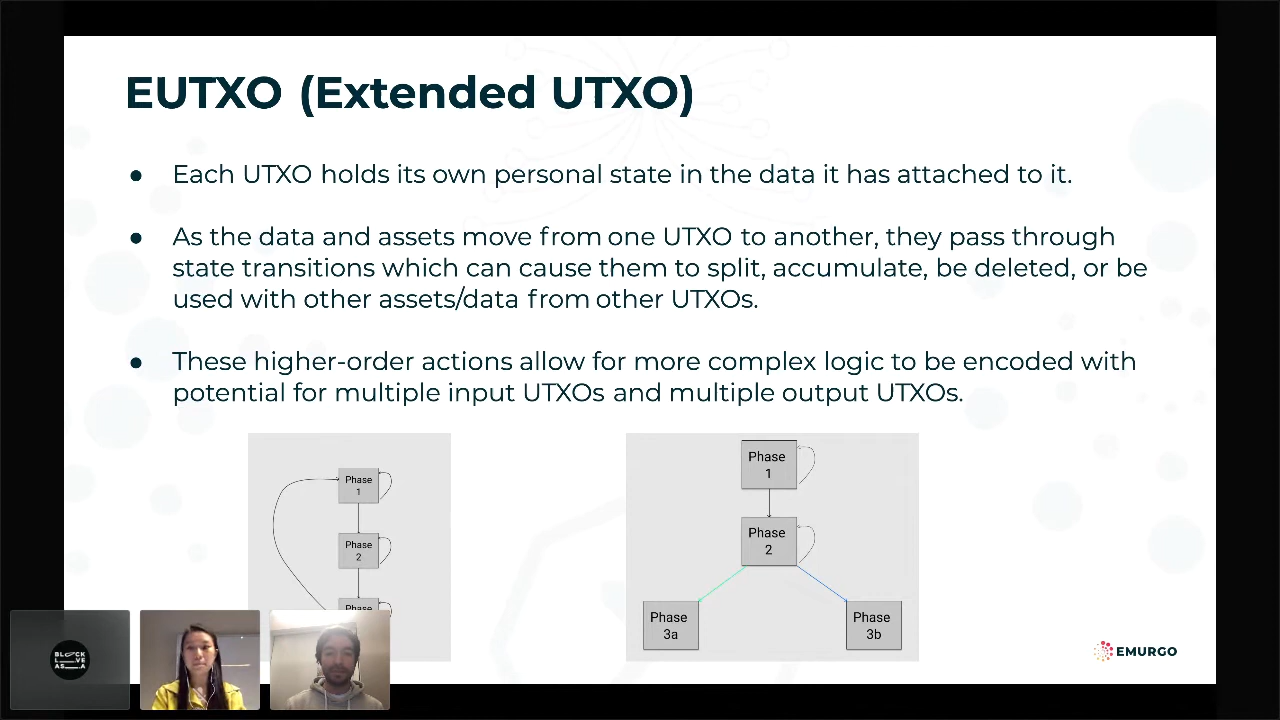 EUTXO (Extended UTXO)
● Each UTXO holds its own personal state in the data it has attached to it.
● As the data and assets move from one UTXO to another, they pass through
state transitions which can cause them to split, accumulate, be deleted, or be
used with other assets/data from other UTXOs.
● These higher-order actions allow for more complex logic to be encoded with
potential for multiple input UTXOs and multiple output UTXOs.
Phase
1
Phase
2
Phase
Phase
1
Phase
2
Phase
3a
Phase
3b
BL CK
L VE
AS A
EMURGO